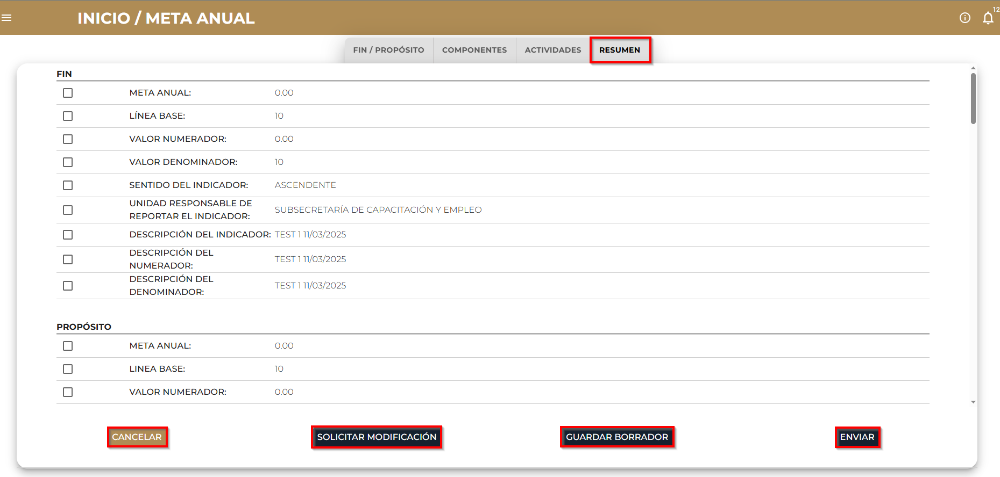 INICIO / META ANUAL
12
FIN / PROPÓSITO
COMPONENTES
ACTIVIDADES
RESUMEN
FIN
META ANUAL: 0.00
LÍNEA BASE: 10
VALOR NUMERADOR: 0.00
VALOR DENOMINADOR: 10
SENTIDO DEL INDICADOR: ASCENDENTE
UNIDAD RESPONSABLE DE
REPORTAR EL INDICADOR:
SUBSECRETARÍA DE CAPACITACIÓN Y EMPLEO
DESCRIPCIÓN DEL INDICADOR: TEST 1 11/03/2025
DESCRIPCIÓN DEL
NUMERADOR:
TEST 1 11/03/2025
DESCRIPCIÓN DEL
DENOMINADOR:
TEST 1 11/03/2025
PROPÓSITO
META ANUAL: 0.00
LINEA BASE: 10
VALOR NUMERADOR: 0.00
CANCELAR
SOLICITAR MODIFICACIÓN
GUARDAR BORRADOR
ENVIAR